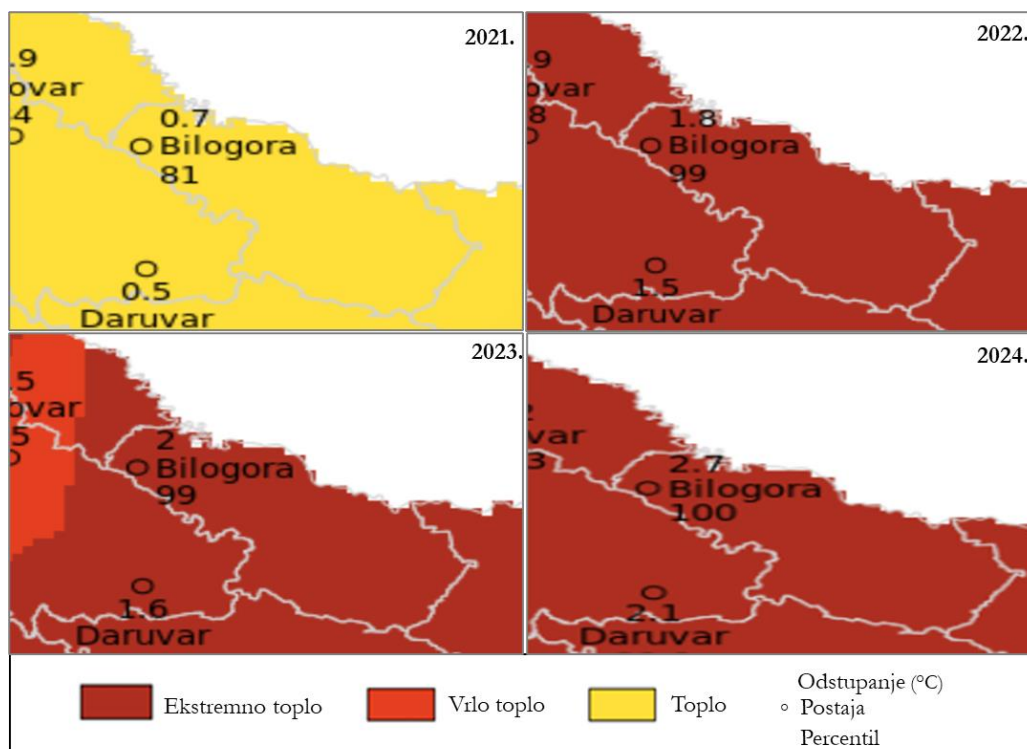 2021.
.9
ovar
.4
0.7
Bilogora
81
0.5
Daruvar
2022.
.9
ovar
.8
1.8
Bilogora
99
1.5
Daruvar
2023.
.5
ovar
5
2
Bilogora
99
1.6
Daruvar
2024.
2
var
3
2.7
Bilogora
100
2.1
Daruvar
Ekstremno toplo
Vrlo toplo
Toplo
Odstupanje (°C)
Postaja
Percentil